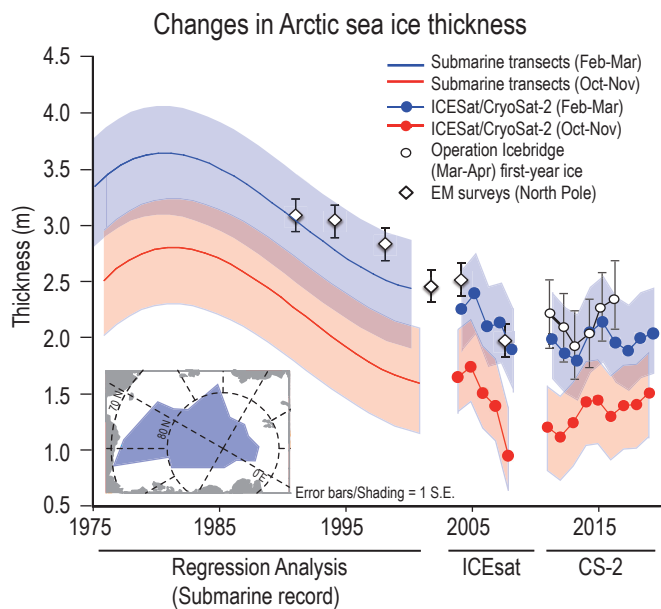 Changes in Arctic sea ice thickness
Submarine transects (Feb-Mar)
Submarine transects (Oct-Nov)
ICESat/CryoSat-2 (Feb-Mar)
ICESat/CryoSat-2 (Oct-Nov)
Operation Icebridge
(Mar-Apr) first-year ice
EM surveys (North Pole)
Thickness (m)
4.5
4.0
3.5
3.0
2.5
2.0
1.5
1.0
0.5
70 N
80 N
Error bars/Shading = 1 S.E.
1975
1985
1995
2005
2015
Regression Analysis
(Submarine record)
ICEsat
CS-2